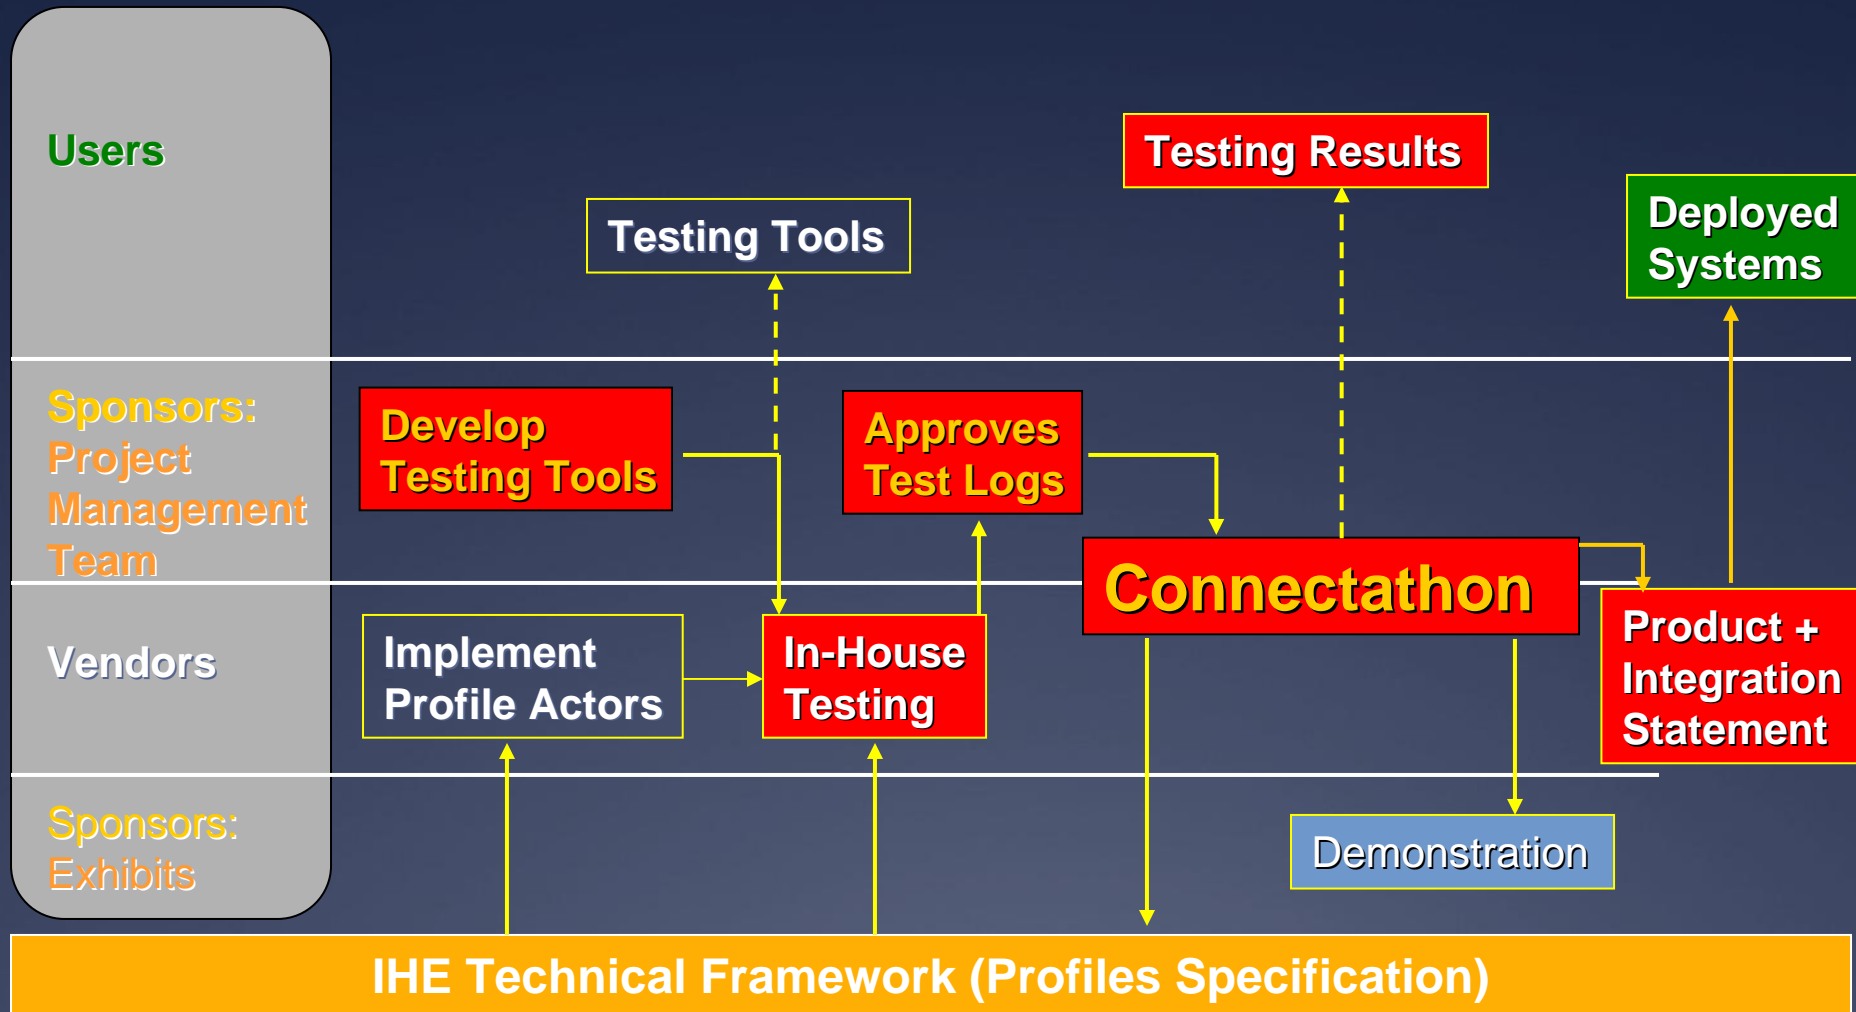 Users
Testing Results
Testing Tools
Deployed
Systems
Sponsors:
Project
Management
Team
Develop
Testing Tools
Approves
Test Logs
Connectathon
Vendors
Implement
Profile Actors
In-House
Testing
Product +
Integration
Statement
Sponsors:
Exhibits
Demonstration
IHE Technical Framework (Profiles Specification)